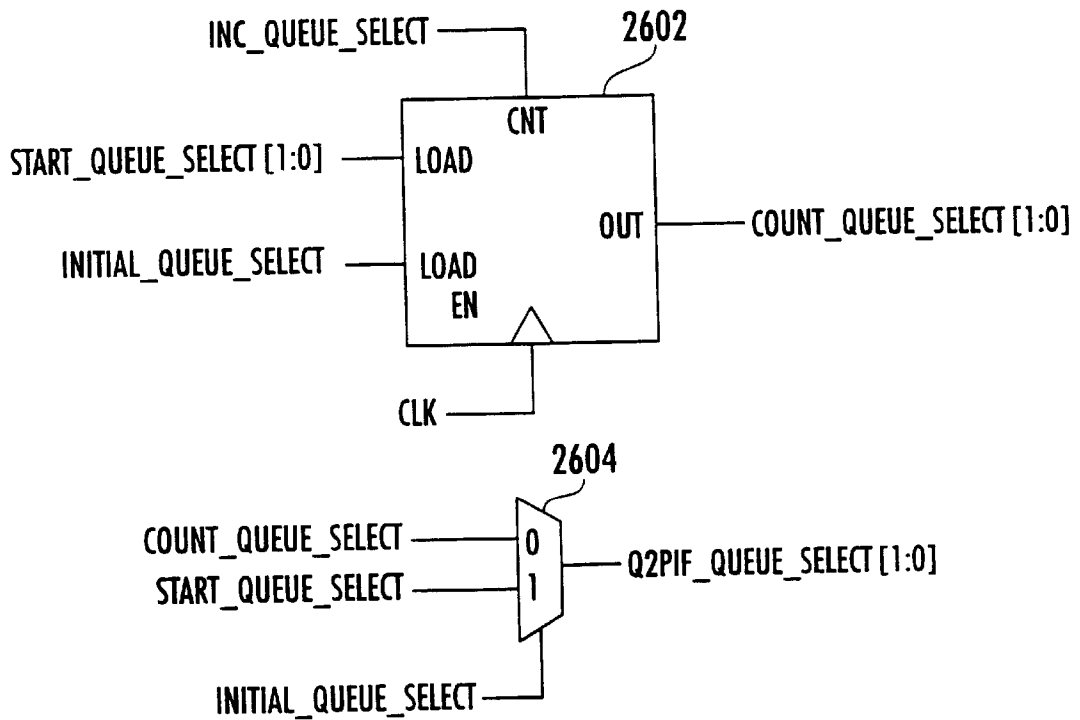 INC_QUEUE_SELECT
2602
CNT
START_QUEUE_SELECT [1:0]
LOAD
OUT
COUNT_QUEUE_SELECT [1:0]
INITIAL_QUEUE_SELECT
LOAD
EN
CLK
2604
COUNT_QUEUE_SELECT
0
Q2PIF_QUEUE_SELECT [1:0]
START_QUEUE_SELECT
1
INITIAL_QUEUE_SELECT